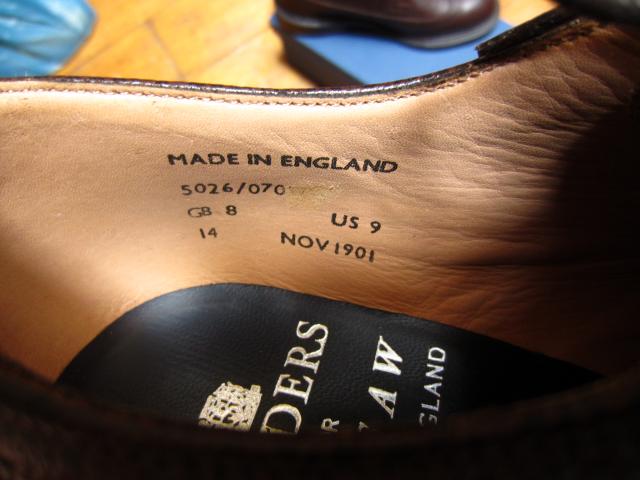 MADE IN ENGLAND
5026/070
GB 8 US 9
14 NOV1901
DERS
R
AW
GLAND